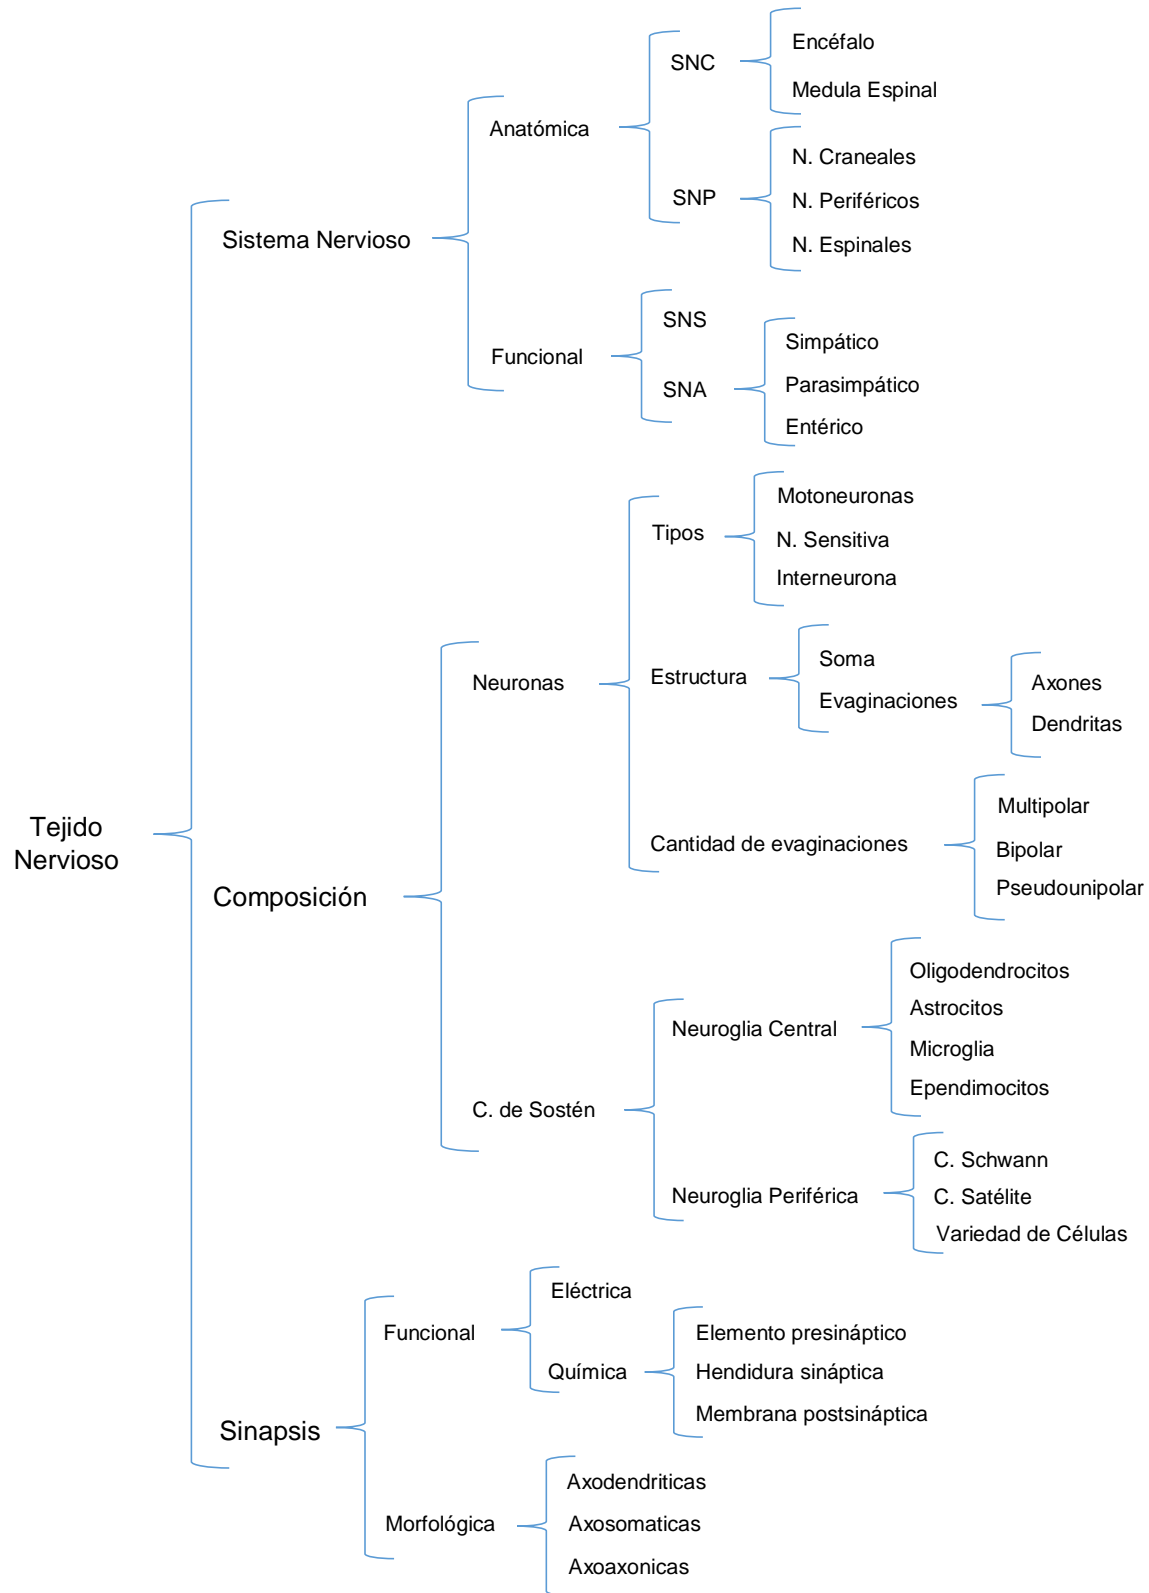 Tejido
Nervioso
Sistema Nervioso
Anatómica
SNC
Encéfalo
Medula Espinal
SNP
N. Craneales
N. Periféricos
N. Espinales
Funcional
SNS
SNA
Simpático
Parasimpático
Entérico
Composición
Neuronas
Tipos
Motoneuronas
N. Sensitiva
Interneurona
Estructura
Soma
Evaginaciones
Axones
Dendritas
Cantidad de evaginaciones
Multipolar
Bipolar
Pseudounipolar
C. de Sostén
Neuroglia Central
Oligodendrocitos
Astrocitos
Microglia
Ependimocitos
Neuroglia Periférica
C. Schwann
C. Satélite
Variedad de Células
Sinapsis
Funcional
Eléctrica
Química
Elemento presináptico
Hendidura sináptica
Membrana postsináptica
Morfológica
Axodendriticas
Axosomaticas
Axoaxonicas